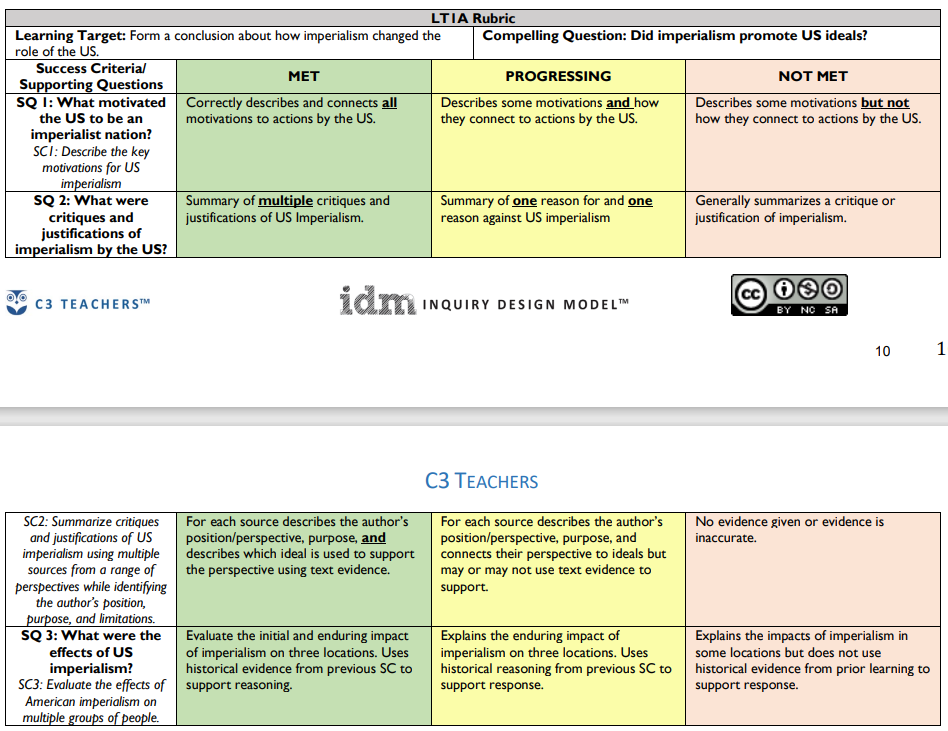 LT1A Rubric
Learning Target: Form a conclusion about how imperialism changed the
role of the US.
Compelling Question: Did imperialism promote US ideals?
Success Criteria/
Supporting Questions
MET
PROGRESSING
NOT MET
SQ 1: What motivated
the US to be an
imperialist nation?
SC1: Describe the key
motivations for US
imperialism
Correctly describes and connects all
motivations to actions by the US.
Describes some motivations and how
they connect to actions by the US.
Describes some motivations but not
how they connect to actions by the US.
SQ 2: What were
critiques and
justifications of
imperialism by the US?
Summary of multiple critiques and
justifications of US Imperialism.
Summary of one reason for and one
reason against US imperialism
Generally summarizes a critique or
justification of imperialism.
C3 TEACHERS™
idm INQUIRY DESIGN MODEL™
cc BY NC SA
10
1
C3 TEACHERS
SC2: Summarize critiques
and justifications of US
imperialism using multiple
sources from a range of
perspectives while identifying
the author's position,
purpose, and limitations.
For each source describes the author's
position/perspective, purpose, and
describes which ideal is used to support
the perspective using text evidence.
For each source describes the author's
position/perspective, purpose, and
connects their perspective to ideals but
may or may not use text evidence to
support.
No evidence given or evidence is
inaccurate.
SQ 3: What were the
effects of US
imperialism?
SC3: Evaluate the effects of
American imperialism on
multiple groups of people.
Evaluate the initial and enduring impact
of imperialism on three locations. Uses
historical evidence from previous SC to
support reasoning.
Explains the enduring impact of
imperialism on three locations. Uses
historical reasoning from previous SC to
support response.
Explains the impacts of imperialism in
some locations but does not use
historical evidence from prior learning to
support response.